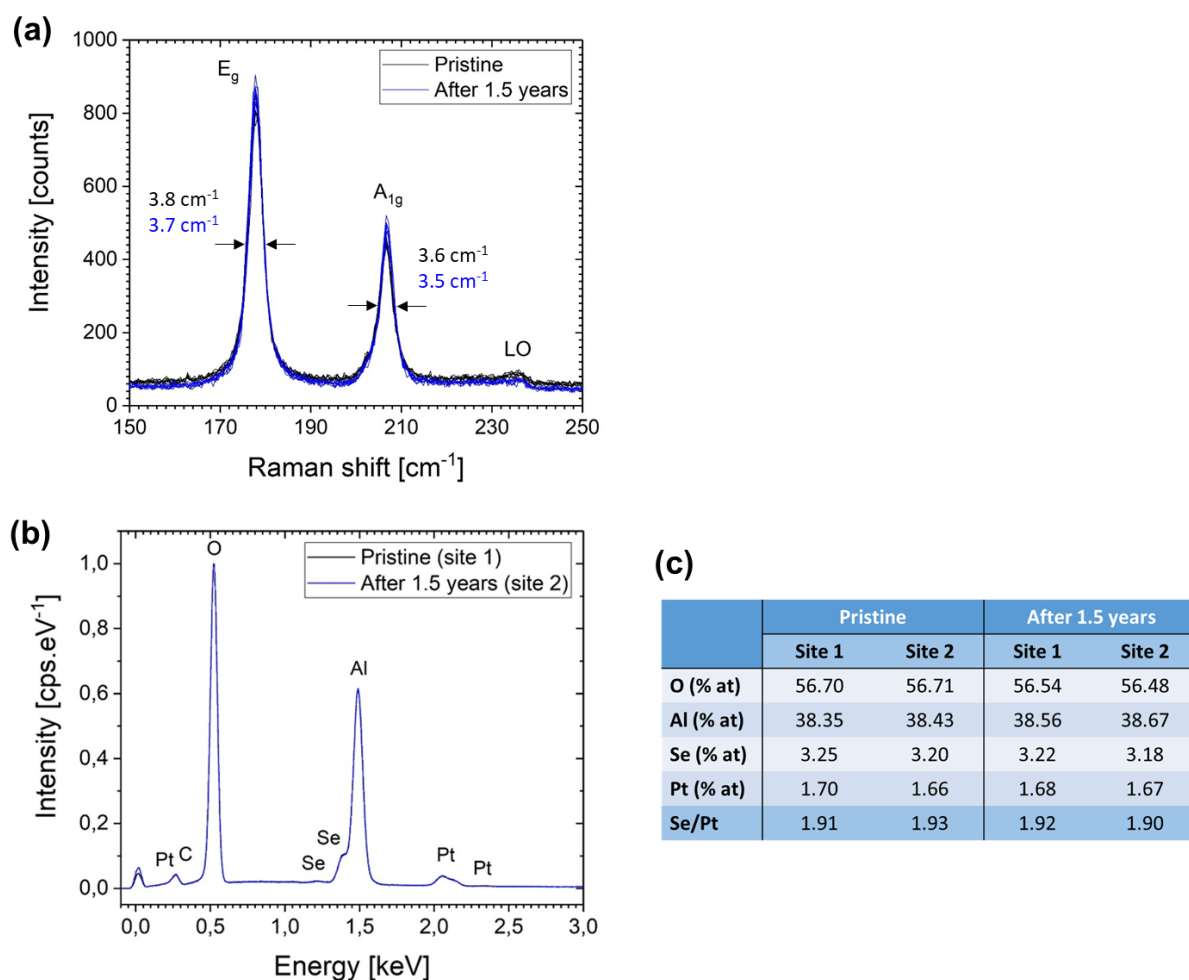 (a)
1000
800
600
400
200
0
Intensity [counts]
E<sub>g</sub>
A<sub>1g</sub>
LO
Pristine
After 1.5 years
3.8 cm⁻¹
3.7 cm⁻¹
3.6 cm⁻¹
3.5 cm⁻¹
150 170 190 210 230 250
Raman shift [cm⁻¹]
(b)
1,0
0,8
0,6
0,4
0,2
0,0
Intensity [cps.eV⁻¹]
O
Pristine (site 1)
After 1.5 years (site 2)
Al
Se
Se
Pt
C
Pt
Pt
0,0 0,5 1,0 1,5 2,0 2,5 3,0
Energy [keV]
(c)
Pristine After 1.5 years
Site 1 Site 2 Site 1 Site 2
O (% at) 56.70 56.71 56.54 56.48
Al (% at) 38.35 38.43 38.56 38.67
Se (% at) 3.25 3.20 3.22 3.18
Pt (% at) 1.70 1.66 1.68 1.67
Se/Pt 1.91 1.93 1.92 1.90